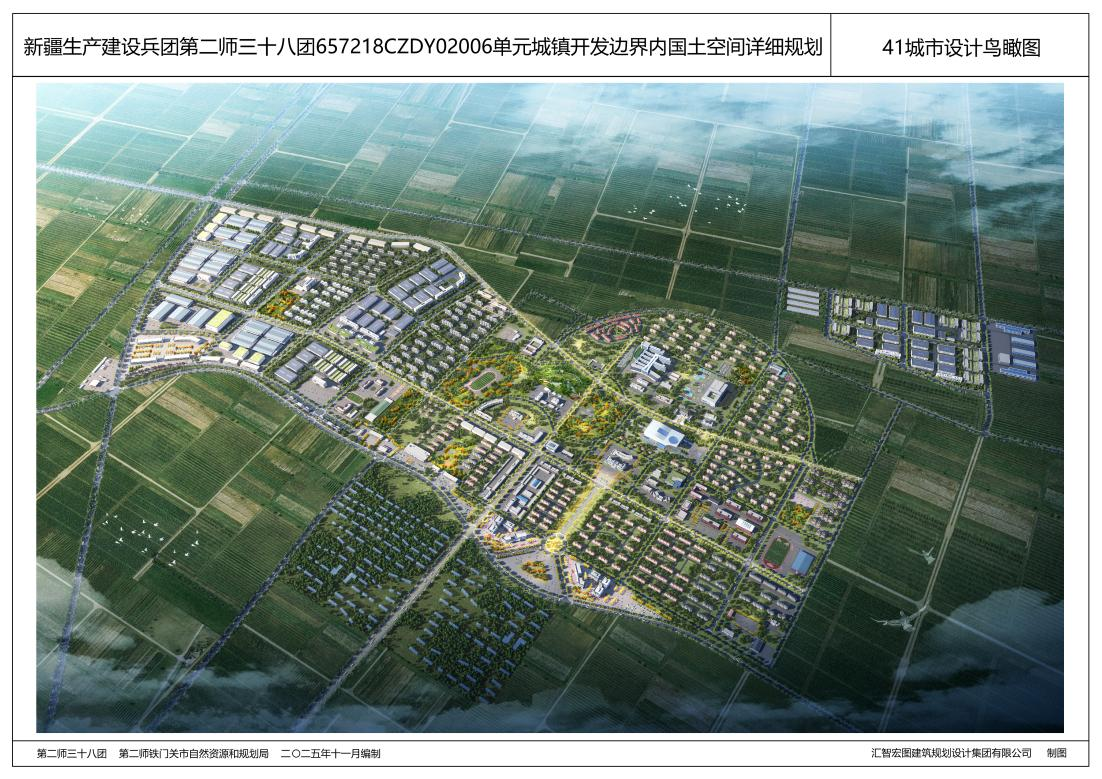 新疆生产建设兵团第二师三十八团657218CZDY02006单元城镇开发边界内国土空间详细规划
41城市设计鸟瞰图
第二师三十八团 第二师铁门关市自然资源和规划局 二〇二五年十一月编制
汇智宏图建筑规划设计集团有限公司 制图